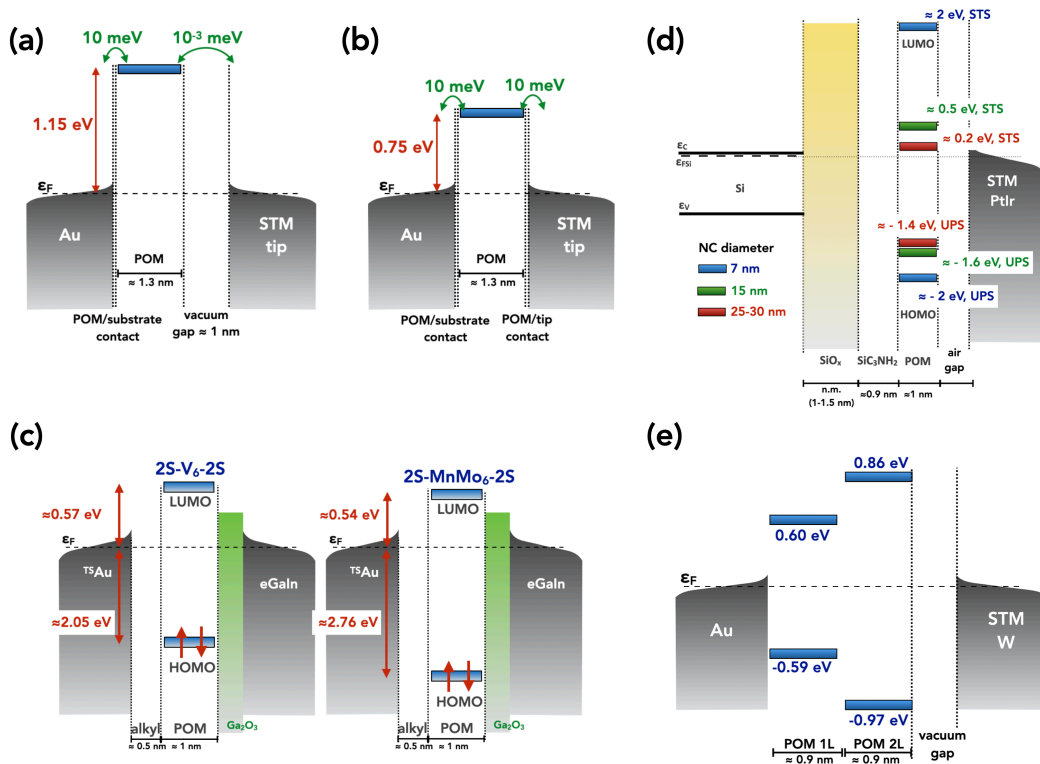 (a)
10 meV
10⁻³ meV
1.15 eV
εF
Au
STM
tip
POM
≈ 1.3 nm
POM/substrate
contact
vacuum
gap ≈ 1 nm
(b)
10 meV
10 meV
0.75 eV
εF
Au
STM
tip
POM
≈ 1.3 nm
POM/substrate
contact
POM/tip
contact
(d)
≈ 2 eV, STS
LUMO
≈ 0.5 eV, STS
≈ 0.2 eV, STS
εC
εFSi
Si
εV
STM
PtIr
NC diameter
7 nm
15 nm
25-30 nm
≈ - 1.4 eV, UPS
≈ - 1.6 eV, UPS
≈ - 2 eV, UPS
HOMO
SiOₓ
SiC₃NH₂
POM
air
gap
n.m.
(1-1.5 nm)
≈0.9 nm
≈1 nm
(c)
2S-V₆-2S
LUMO
≈0.57 eV
εF
ᵀˢAu
eGaIn
≈2.05 eV
HOMO
alkyl
POM
Ga₂O₃
≈ 0.5 nm
≈ 1 nm
2S-MnMo₆-2S
LUMO
≈0.54 eV
εF
ᵀˢAu
eGaIn
≈2.76 eV
HOMO
alkyl
POM
Ga₂O₃
≈ 0.5 nm
≈ 1 nm
(e)
0.86 eV
0.60 eV
εF
Au
STM
W
-0.59 eV
-0.97 eV
POM 1L
≈ 0.9 nm
POM 2L
≈ 0.9 nm
vacuum
gap